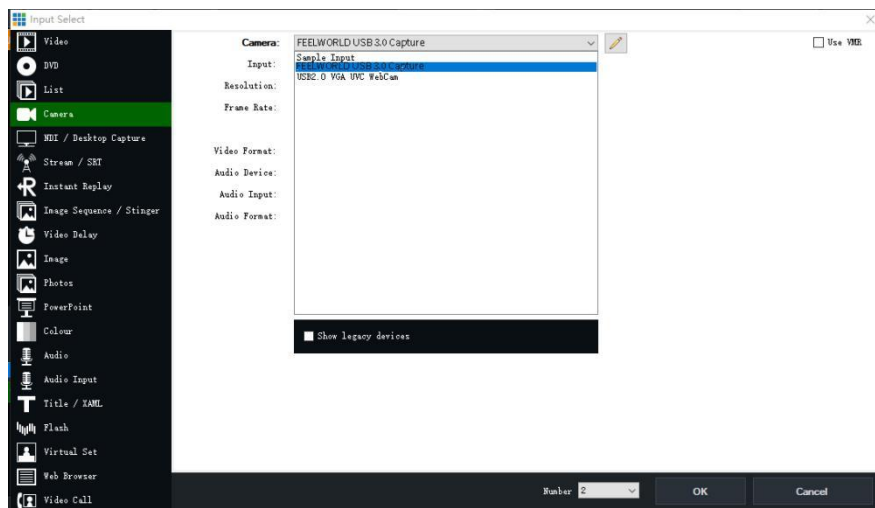 Input Select
Video
DVD
List
Camera
NDI / Desktop Capture
Stream / SRT
Instant Replay
Image Sequence / Stinger
Video Delay
Image
Photos
PowerPoint
Colour
Audio
Audio Input
Title / XAML
Flash
Virtual Set
Web Browser
Video Call
Camera: FEELWORLD USB 3.0 Capture
Use VMR
Input:
Resolution:
Frame Rate:
Video Format:
Audio Device:
Audio Input:
Audio Format:
Sample Input
FEELWORLD USB 3.0 Capture
USB2.0 VGA UVC WebCam
Show legacy devices
Number 2
OK
Cancel